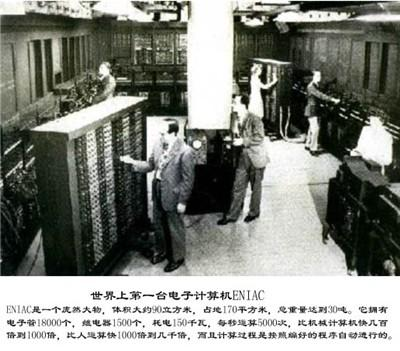 世界上第一台电子计算机ENIAC
ENIAC是一个庞然大物，体积大约90立方米，占地170平方米，总重量达到30吨。它拥有
电子管18000个，继电器1500个，耗电150千瓦，每秒运算5000次，比机械计算机快几百
倍到1000倍，比人运算快1000倍到几千倍，而且计算过程是按照编好的程序自动进行的。